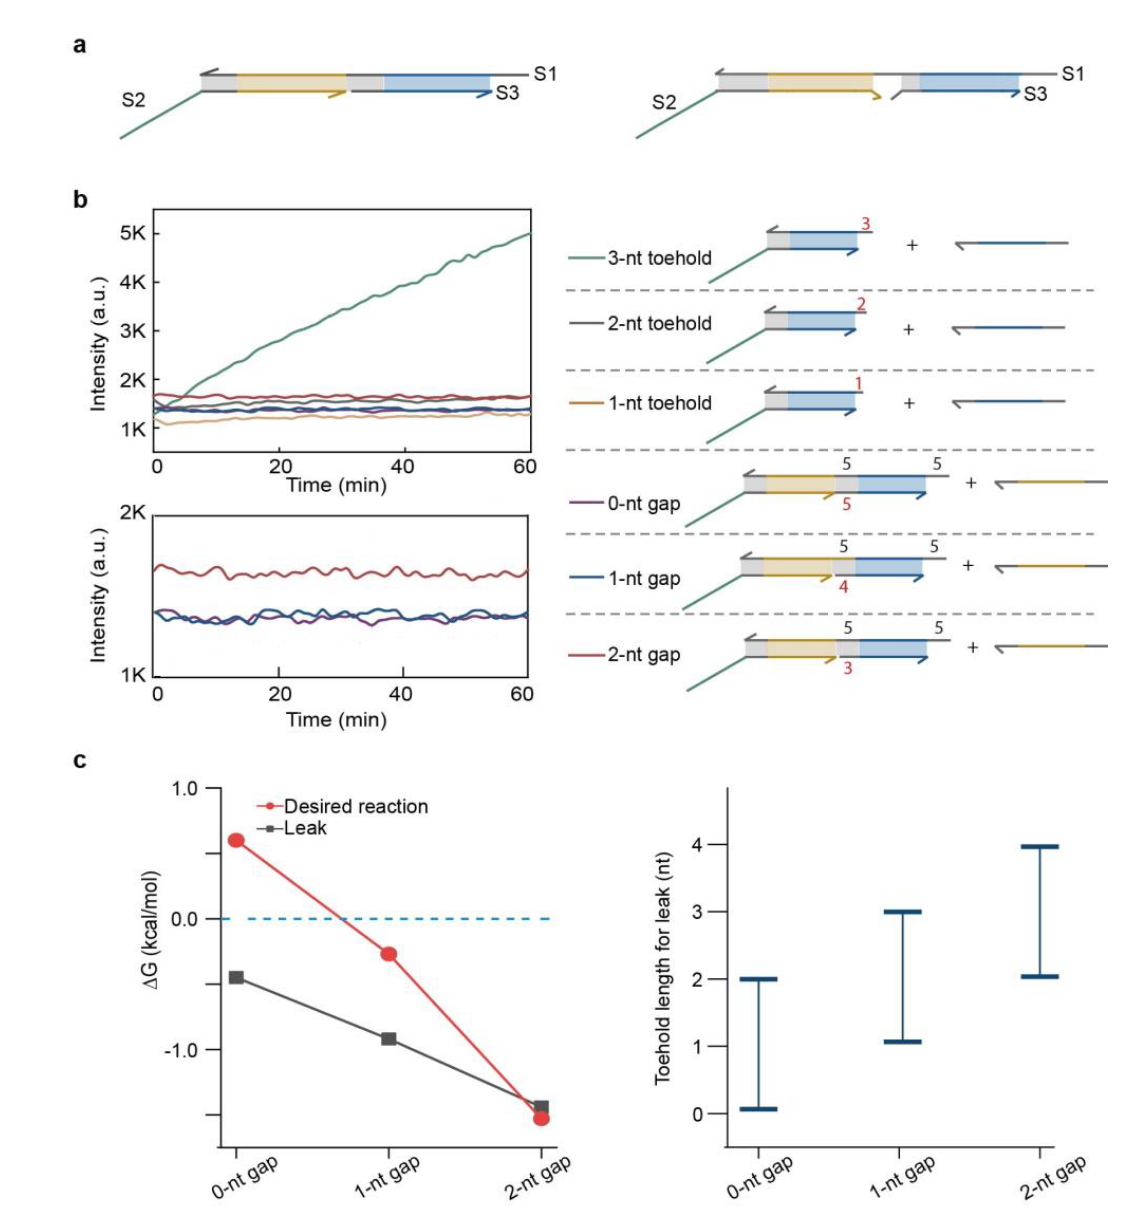 a
S1
S2
S3
S1
S2
S3
b
Intensity (a.u.)
5K
4K
3K
2K
1K
0 20 40 60
Time (min)
Intensity (a.u.)
2K
1K
0 20 40 60
Time (min)
3-nt toehold
3
+
2-nt toehold
2
+
1-nt toehold
1
+
0-nt gap
5 5
5
+
1-nt gap
5 5
4
+
2-nt gap
5 5
3
+
c
ΔG (kcal/mol)
1.0
0.0
-1.0
Desired reaction
Leak
0-nt gap
1-nt gap
2-nt gap
Toehold length for leak (nt)
4
3
2
1
0
0-nt gap
1-nt gap
2-nt gap